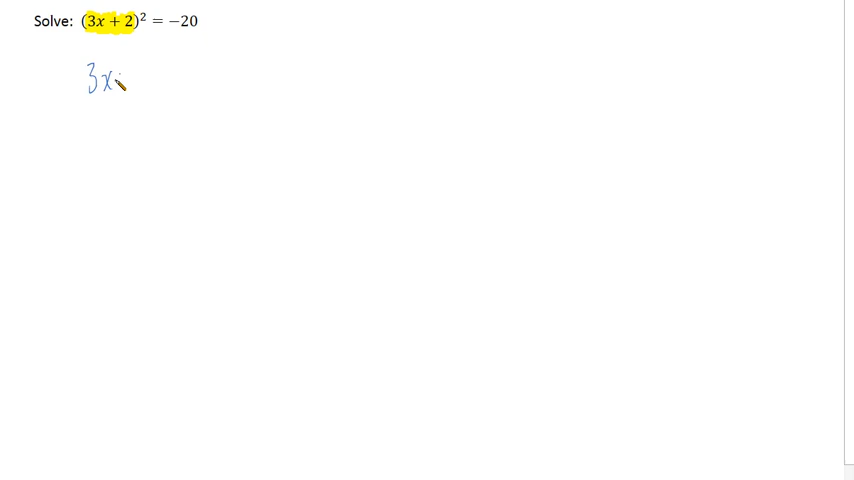 Solve: (3x + 2)² = −20
3x